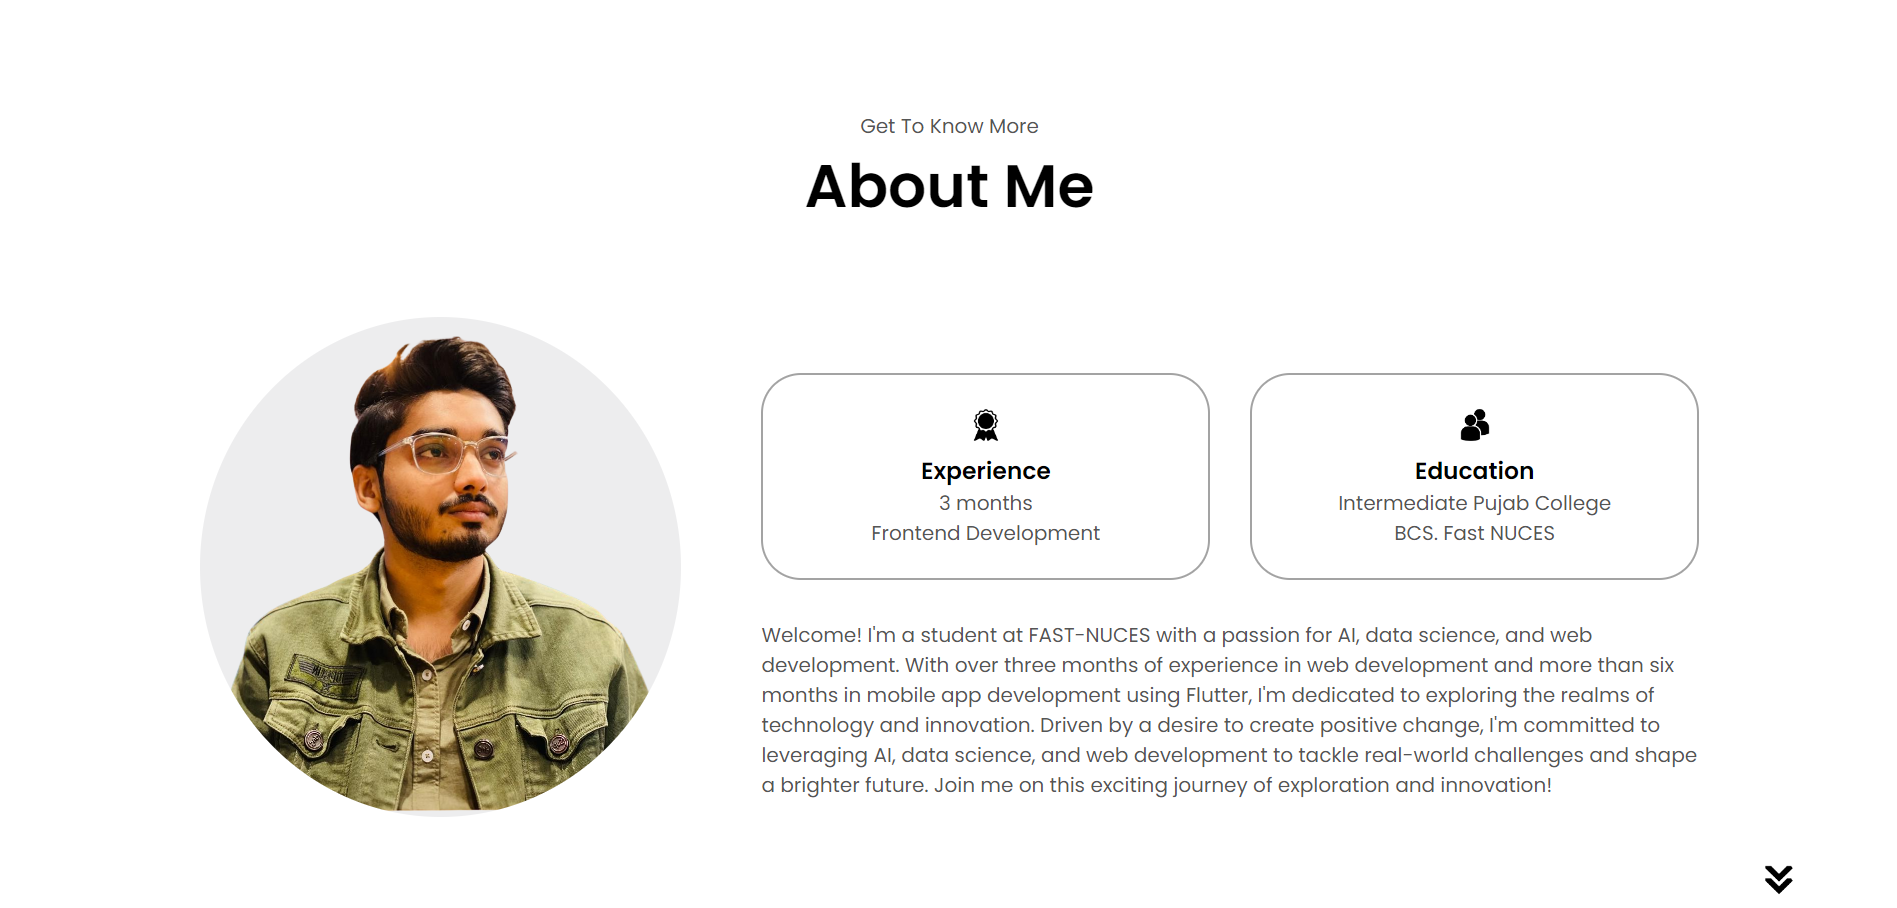 Get To Know More
About Me
Experience
3 months
Frontend Development
Education
Intermediate Pujab College
BCS. Fast NUCES
Welcome! I'm a student at FAST-NUCES with a passion for AI, data science, and web
development. With over three months of experience in web development and more than six
months in mobile app development using Flutter, I'm dedicated to exploring the realms of
technology and innovation. Driven by a desire to create positive change, I'm committed to
leveraging AI, data science, and web development to tackle real-world challenges and shape
a brighter future. Join me on this exciting journey of exploration and innovation!